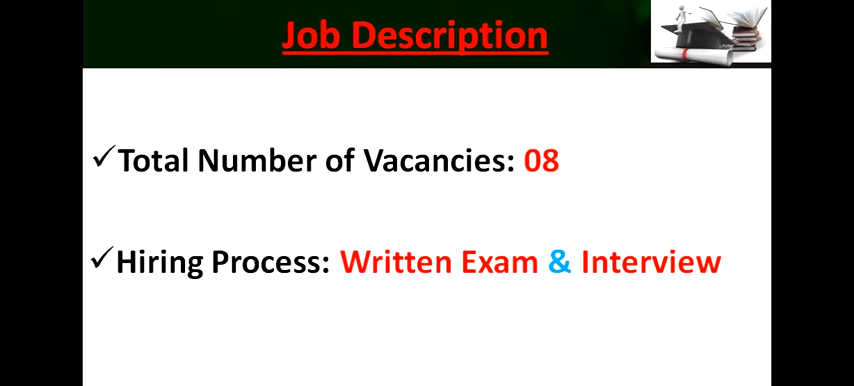 Job Description
✓Total Number of Vacancies: 08
✓Hiring Process: Written Exam & Interview